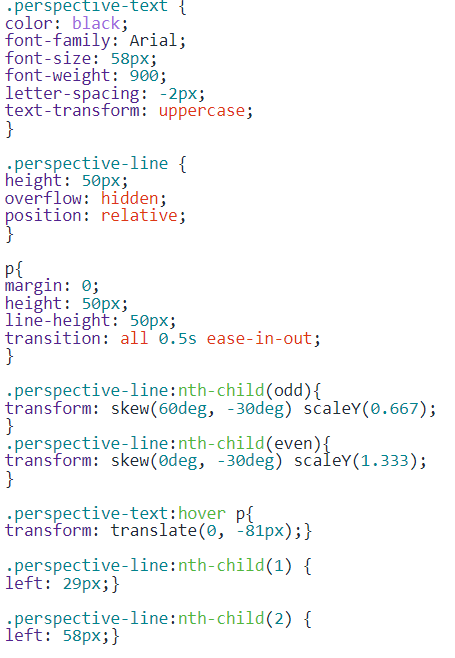 .perspective-text {
color: black;
font-family: Arial;
font-size: 58px;
font-weight: 900;
letter-spacing: -2px;
text-transform: uppercase;
}
.perspective-line {
height: 50px;
overflow: hidden;
position: relative;
}
p{
margin: 0;
height: 50px;
line-height: 50px;
transition: all 0.5s ease-in-out;
}
.perspective-line:nth-child(odd){
transform: skew(60deg, -30deg) scaleY(0.667);
}
.perspective-line:nth-child(even){
transform: skew(0deg, -30deg) scaleY(1.333);
}
.perspective-text:hover p{
transform: translate(0, -81px);}
.perspective-line:nth-child(1) {
left: 29px;}
.perspective-line:nth-child(2) {
left: 58px;}